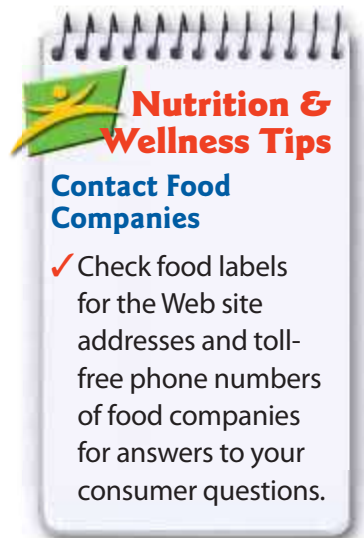 Nutrition &
Wellness Tips
Contact Food
Companies
✓ Check food labels
for the Web site
addresses and toll-
free phone numbers
of food companies
for answers to your
consumer questions.